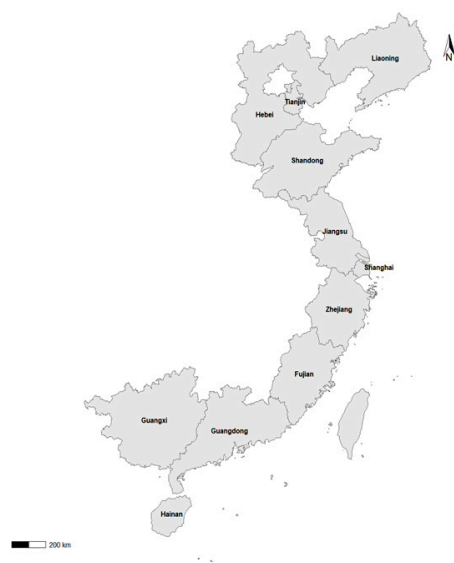 Liaoning
N
Tianjin
Hebei
Shandong
Jiangsu
Shanghai
Zhejiang
Fujian
Guangxi
Guangdong
Hainan
200 km